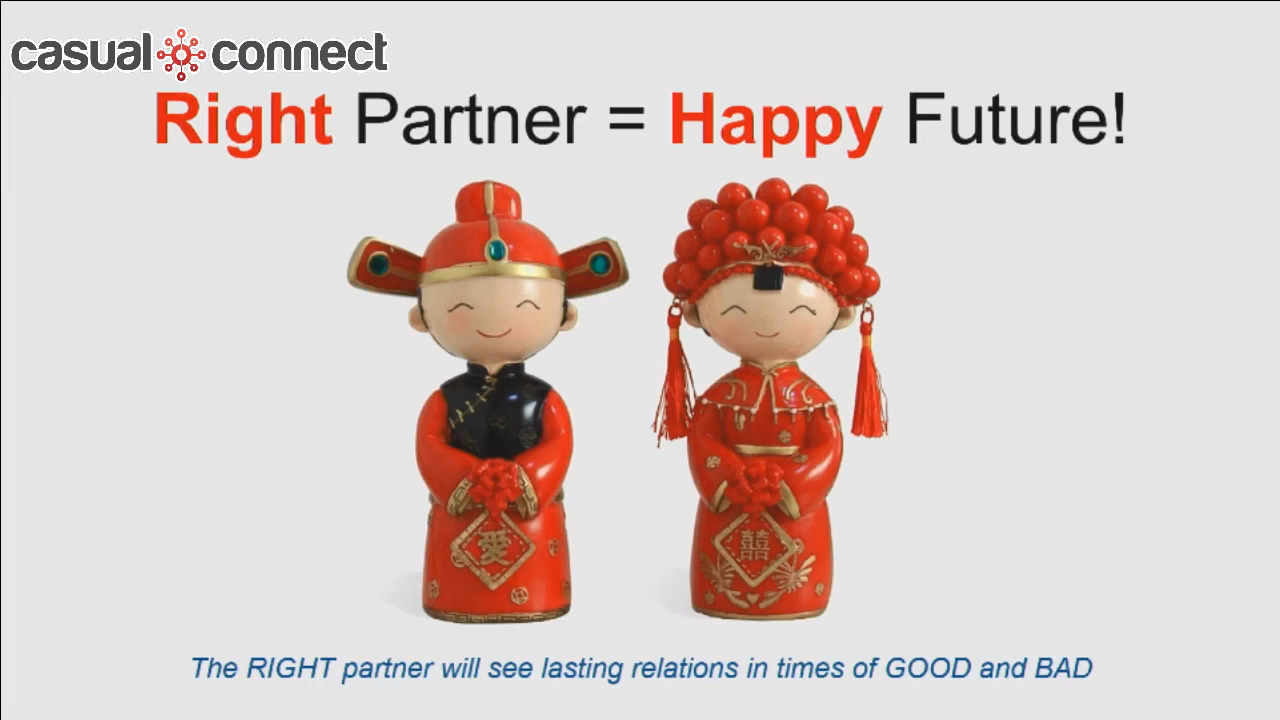 casual connect
Right Partner = Happy Future!
愛
囍
The RIGHT partner will see lasting relations in times of GOOD and BAD